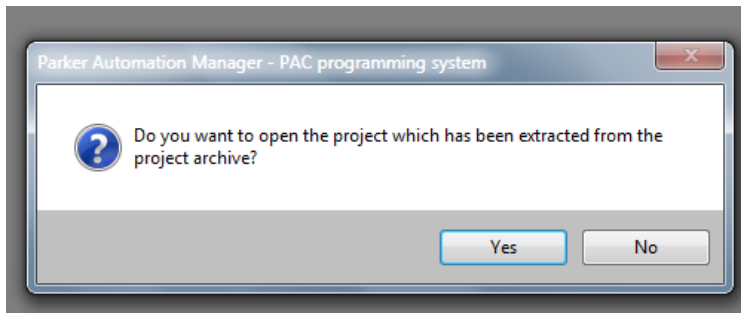 Parker Automation Manager - PAC programming system
Do you want to open the project which has been extracted from the
project archive?
Yes
No